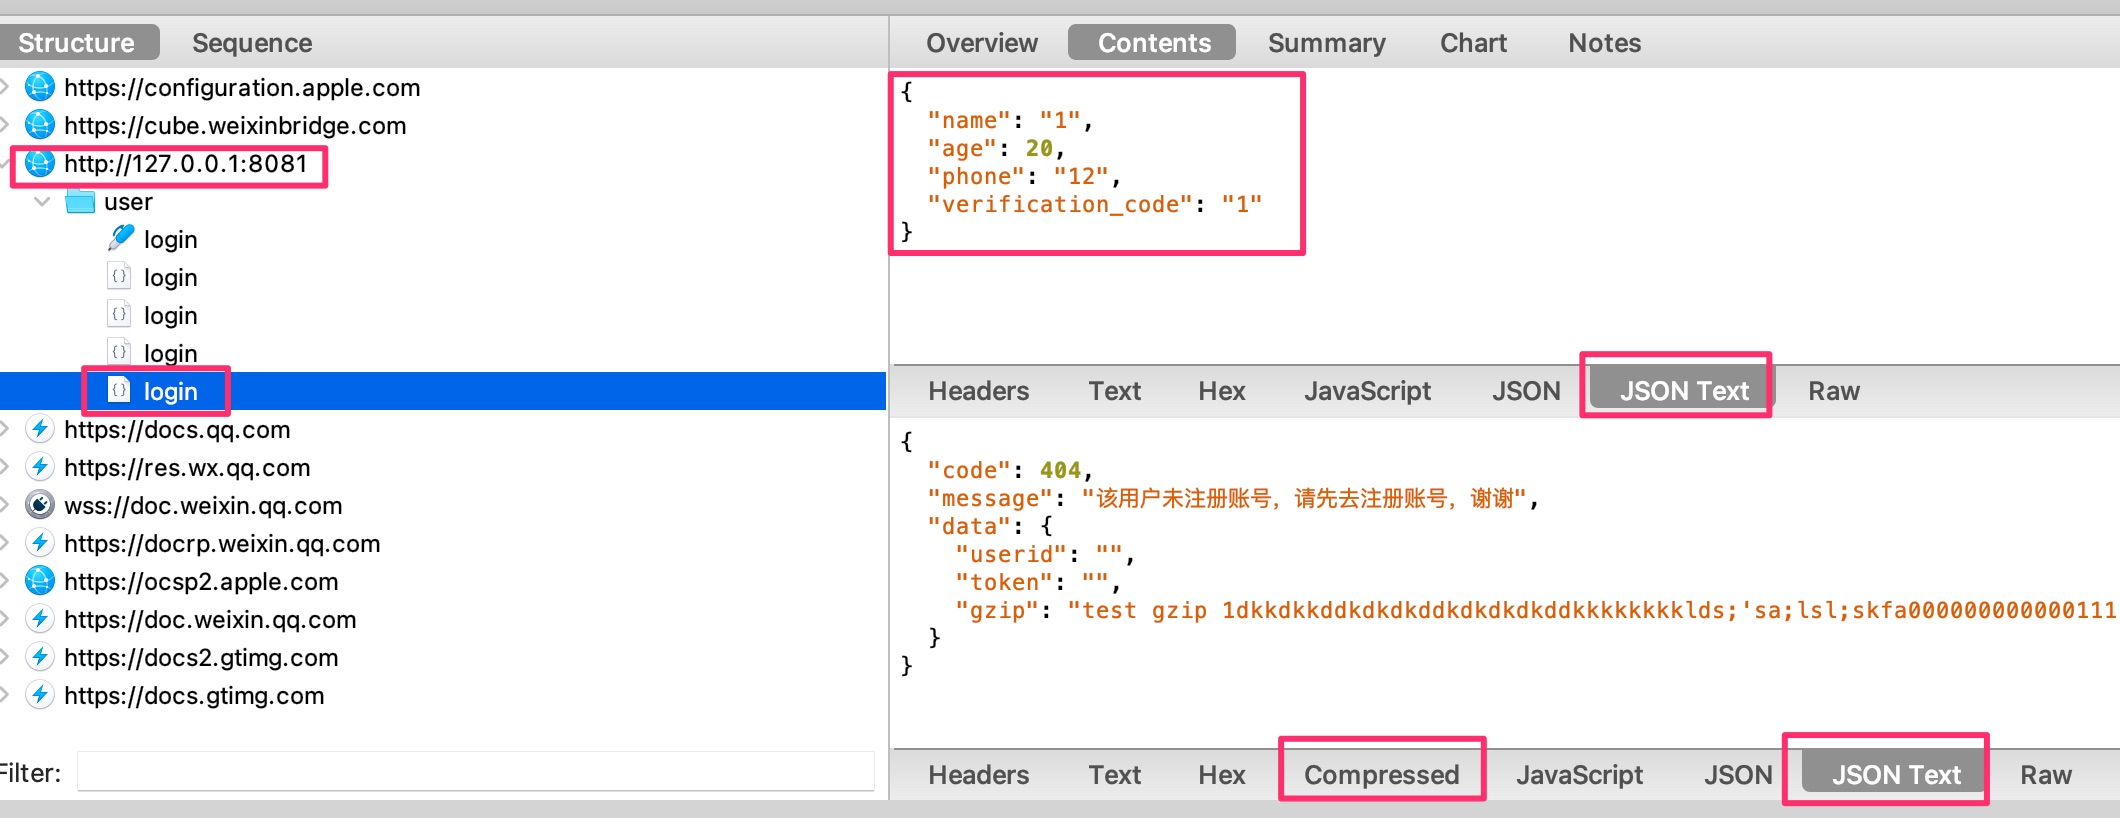 Structure Sequence
https://configuration.apple.com
https://cube.weixinbridge.com
http://127.0.0.1:8081
user
login
login
login
login
login
https://docs.qq.com
https://res.wx.qq.com
wss://doc.weixin.qq.com
https://docrp.weixin.qq.com
https://ocsp2.apple.com
https://doc.weixin.qq.com
https://docs2.gtimg.com
https://docs.gtimg.com
Filter:
Overview Contents Summary Chart Notes
{
"name": "1",
"age": 20,
"phone": "12",
"verification_code": "1"
}
Headers Text Hex JavaScript JSON JSON Text Raw
{
"code": 404,
"message": "该用户未注册账号，请先去注册账号，谢谢",
"data": {
"userid": "",
"token": "",
"gzip": "test gzip 1dkkdkkddkdkdkddkdkdkdkddkkkkkkkklds;'sa;lsl;skfa000000000000111
}
}
Headers Text Hex Compressed JavaScript JSON JSON Text Raw